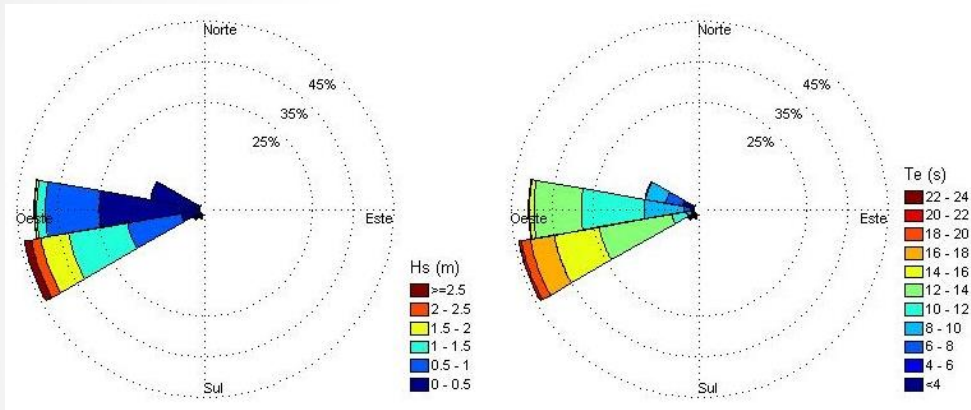 Norte
45%
35%
25%
Oeste
Este
Sul
Hs (m)
>=2.5
2 - 2.5
1.5 - 2
1 - 1.5
0.5 - 1
0 - 0.5
Norte
45%
35%
25%
Oeste
Este
Sul
Te (s)
22 - 24
20 - 22
18 - 20
16 - 18
14 - 16
12 - 14
10 - 12
8 - 10
6 - 8
4 - 6
<4